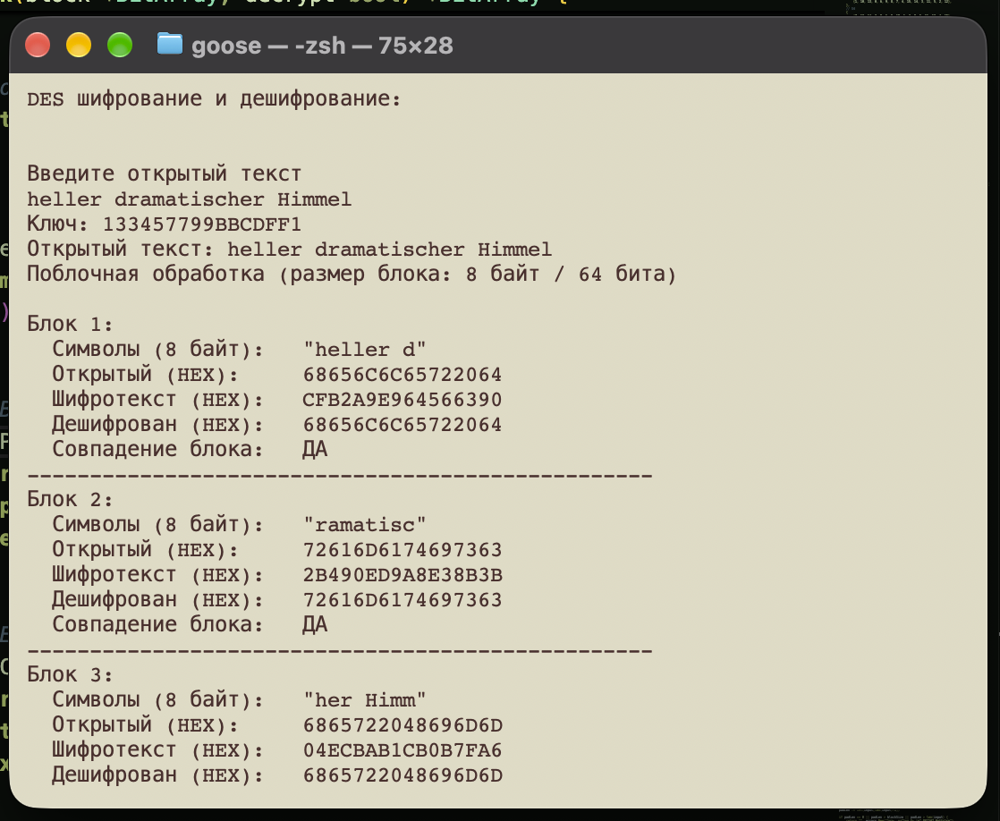 k(block *BitArray, decrypt bool) *BitArray {
goose — -zsh — 75×28
DES шифрование и дешифрование:
Введите открытый текст
heller dramatischer Himmel
Ключ: 133457799BBCDFF1
Открытый текст: heller dramatischer Himmel
Поблочная обработка (размер блока: 8 байт / 64 бита)
Блок 1:
Символы (8 байт): "heller d"
Открытый (HEX): 68656C6C65722064
Шифротекст (HEX): CFB2A9E964566390
Дешифрован (HEX): 68656C6C65722064
Совпадение блока: ДА
--------------------------------------------------
Блок 2:
Символы (8 байт): "ramatisc"
Открытый (HEX): 72616D6174697363
Шифротекст (HEX): 2B490ED9A8E38B3B
Дешифрован (HEX): 72616D6174697363
Совпадение блока: ДА
--------------------------------------------------
Блок 3:
Символы (8 байт): "her Himm"
Открытый (HEX): 6865722048696D6D
Шифротекст (HEX): 04ECBAB1CB0B7FA6
Дешифрован (HEX): 6865722048696D6D